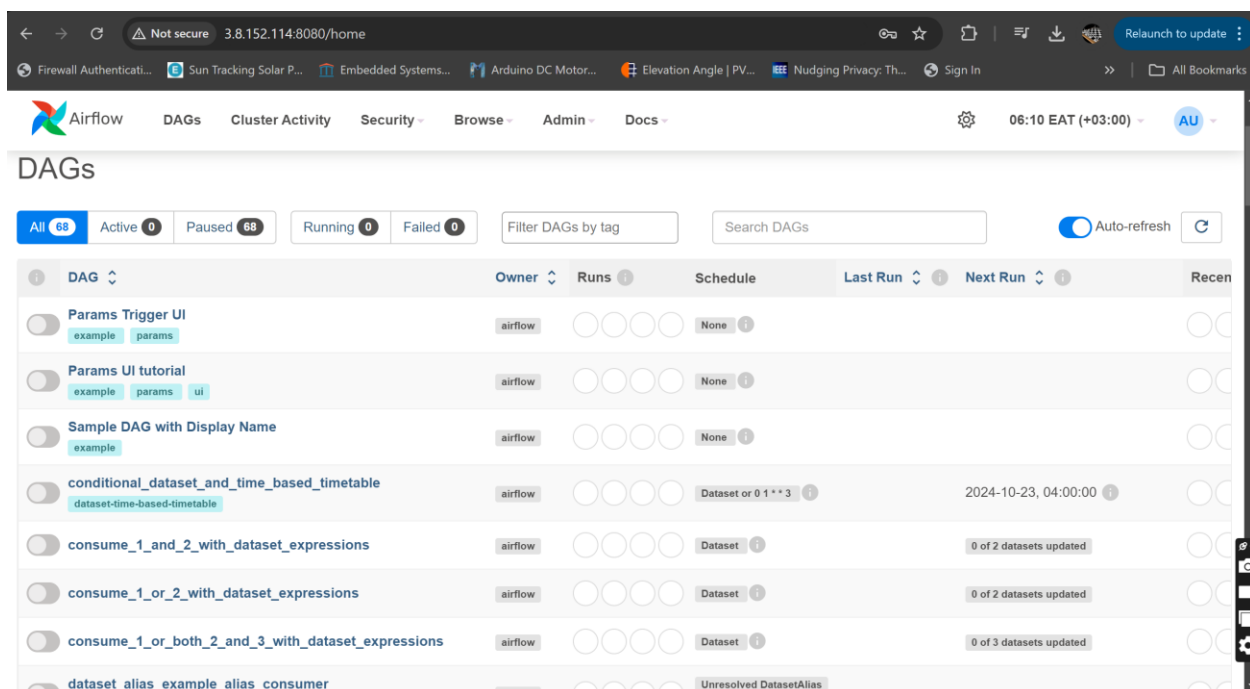 Not secure 3.8.152.114:8080/home Relaunch to update
Firewall Authenticati... Sun Tracking Solar P... Embedded Systems... Arduino DC Motor... Elevation Angle | PV... IEEE Nudging Privacy: Th... Sign In » All Bookmarks
Airflow DAGs Cluster Activity Security Browse Admin Docs 06:10 EAT (+03:00) AU
DAGs
All 68 Active 0 Paused 68 Running 0 Failed 0 Filter DAGs by tag Search DAGs Auto-refresh
DAG Owner Runs Schedule Last Run Next Run Recen
Params Trigger UI
airflow None
example params
Params UI tutorial
airflow None
example params ui
Sample DAG with Display Name
airflow None
example
conditional_dataset_and_time_based_timetable
airflow Dataset or 0 1 * * 3 2024-10-23, 04:00:00
dataset-time-based-timetable
consume_1_and_2_with_dataset_expressions airflow Dataset 0 of 2 datasets updated
consume_1_or_2_with_dataset_expressions airflow Dataset 0 of 2 datasets updated
consume_1_or_both_2_and_3_with_dataset_expressions airflow Dataset 0 of 3 datasets updated
dataset_alias_example_alias_consumer Unresolved DatasetAlias